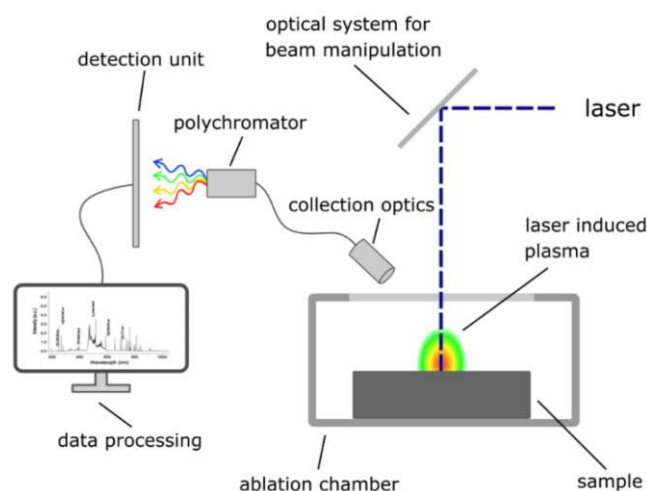 optical system for
beam manipulation
detection unit
laser
polychromator
collection optics
laser induced
plasma
data processing
ablation chamber
sample